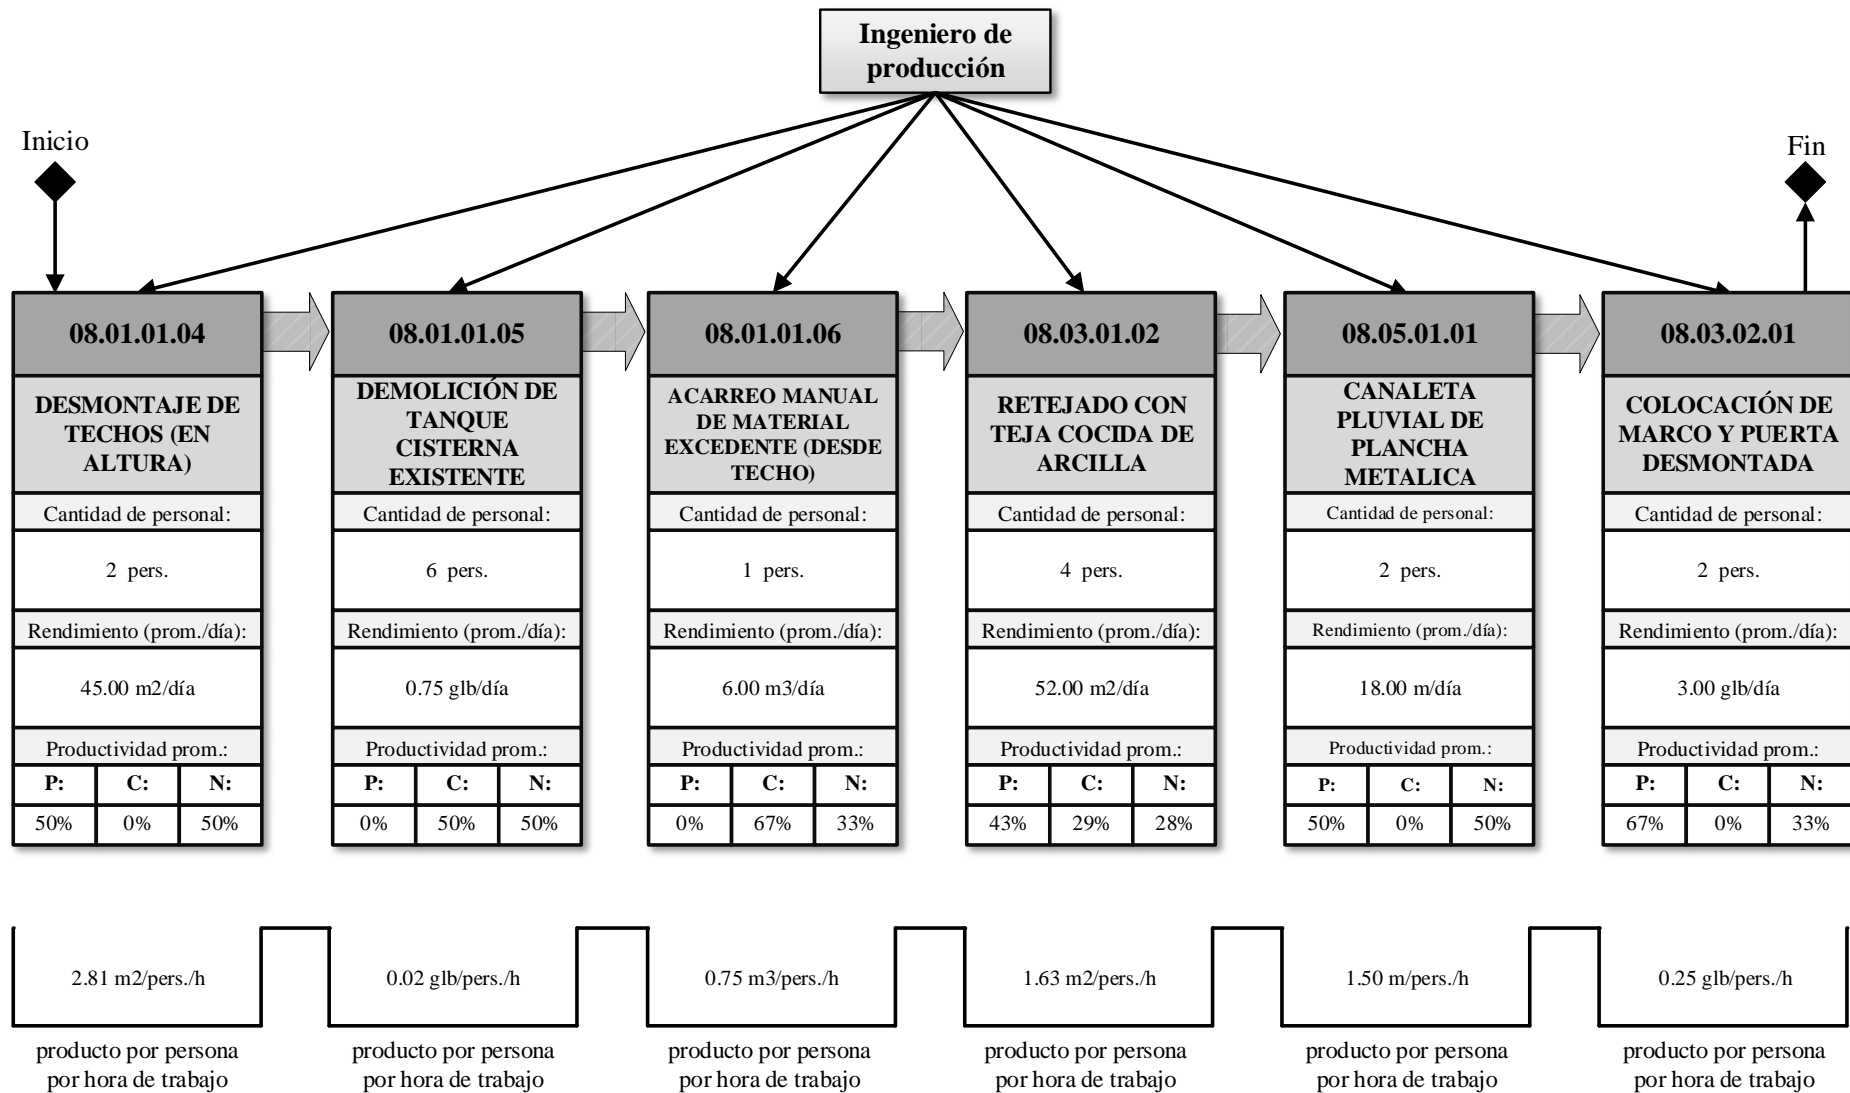 Ingeniero de
producción
Inicio
Fin
08.01.01.04
DESMONTAJE DE
TECHOS (EN
ALTURA)
Cantidad de personal:
2 pers.
Rendimiento (prom./día):
45.00 m2/día
Productividad prom.:
P: C: N:
50% 0% 50%
08.01.01.05
DEMOLICIÓN DE
TANQUE
CISTERNA
EXISTENTE
Cantidad de personal:
6 pers.
Rendimiento (prom./día):
0.75 glb/día
Productividad prom.:
P: C: N:
0% 50% 50%
08.01.01.06
ACARREO MANUAL
DE MATERIAL
EXCEDENTE (DESDE
TECHO)
Cantidad de personal:
1 pers.
Rendimiento (prom./día):
6.00 m3/día
Productividad prom.:
P: C: N:
0% 67% 33%
08.03.01.02
RETEJADO CON
TEJA COCIDA DE
ARCILLA
Cantidad de personal:
4 pers.
Rendimiento (prom./día):
52.00 m2/día
Productividad prom.:
P: C: N:
43% 29% 28%
08.05.01.01
CANALETA
PLUVIAL DE
PLANCHA
METALICA
Cantidad de personal:
2 pers.
Rendimiento (prom./día):
18.00 m/día
Productividad prom.:
P: C: N:
50% 0% 50%
08.03.02.01
COLOCACIÓN DE
MARCO Y PUERTA
DESMONTADA
Cantidad de personal:
2 pers.
Rendimiento (prom./día):
3.00 glb/día
Productividad prom.:
P: C: N:
67% 0% 33%
2.81 m2/pers./h
producto por persona
por hora de trabajo
0.02 glb/pers./h
producto por persona
por hora de trabajo
0.75 m3/pers./h
producto por persona
por hora de trabajo
1.63 m2/pers./h
producto por persona
por hora de trabajo
1.50 m/pers./h
producto por persona
por hora de trabajo
0.25 glb/pers./h
producto por persona
por hora de trabajo